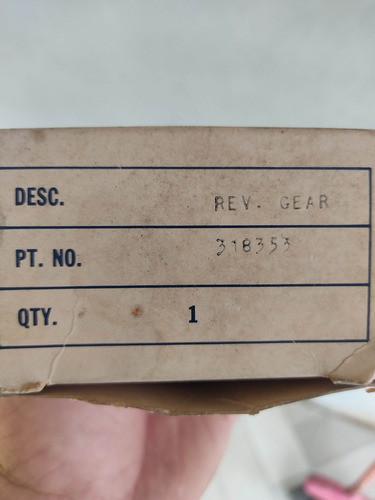 DESC. REV. GEAR
PT. NO. 318353
QTY. 1